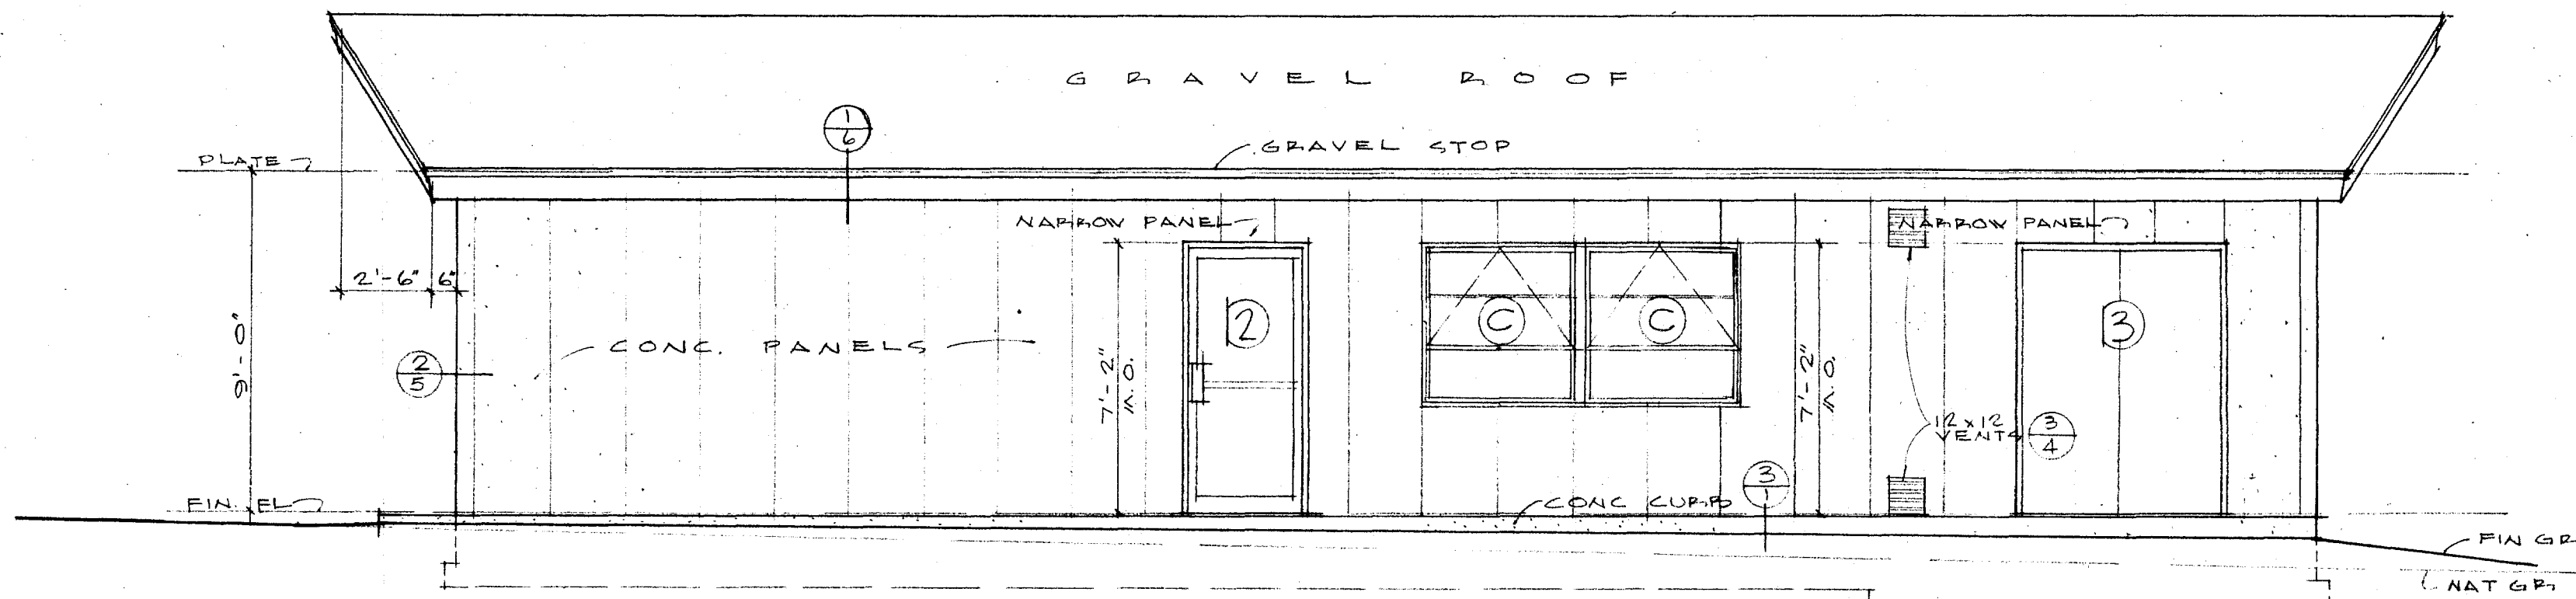 GRAVEL ROOF
1
6
GRAVEL STOP
PLATE
NARROW PANEL
NARROW PANEL
2'-6"
6"
9'-0"
CONC. PANELS
2
C
C
3
2
5
7'-2"
M.O.
7'-2"
M.O.
12x12
VENTS
3
4
FIN. EL
CONC CURB
3
1
FIN GR
NAT GR